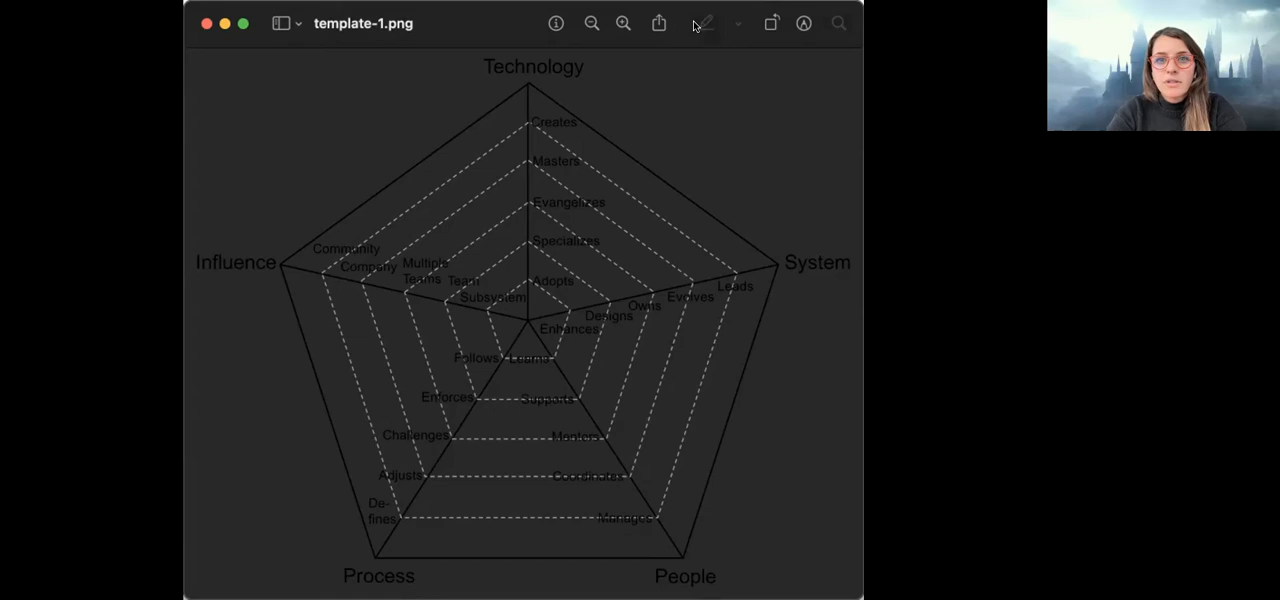 template-1.png
Technology
Creates
Masters
Evangelizes
Specializes
Adopts
Influence
Community
Company
Multiple
Teams
Team
Subsystem
System
Leads
Evolves
Owns
Designs
Enhances
Follows
Learns
Enforces
Supports
Challenges
Mentors
Adjusts
Coordinates
De-
fines
Manages
Process
People